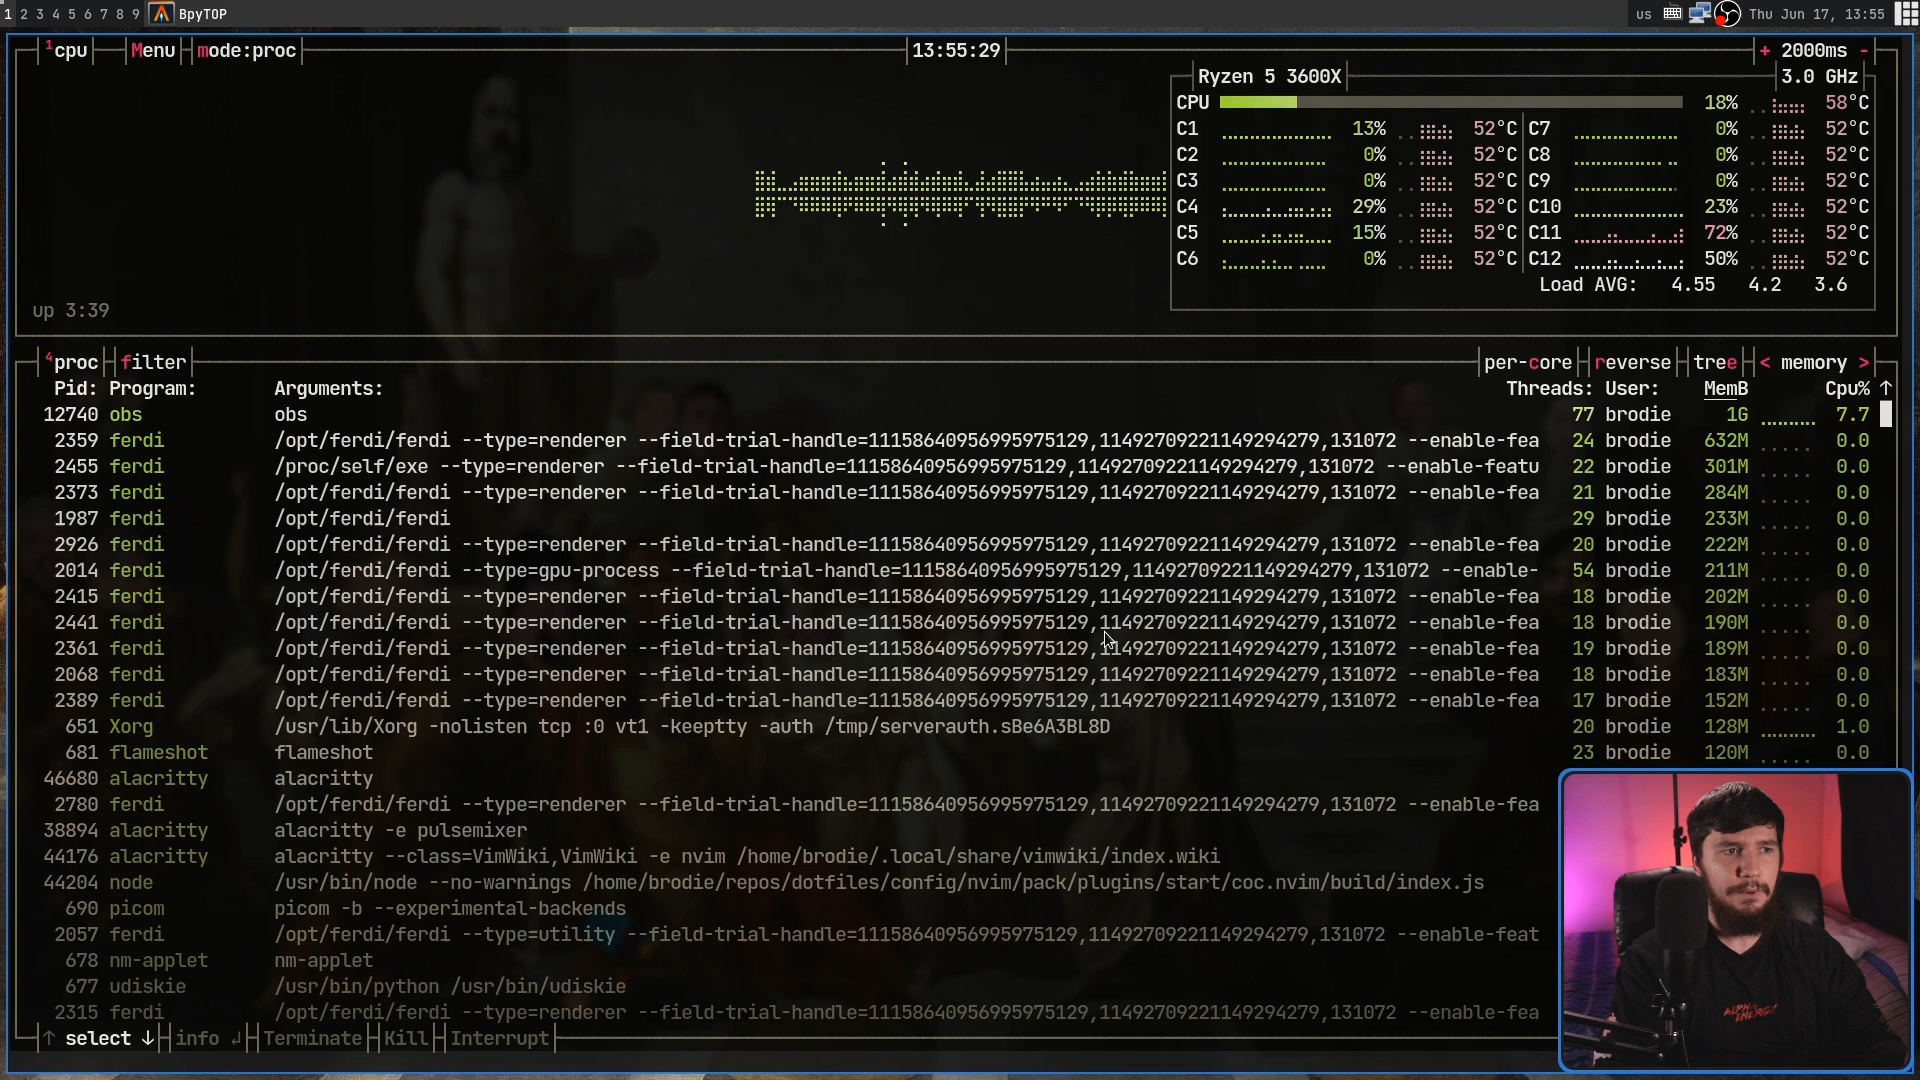 1 2 3 4 5 6 7 8 9 BpyTOP us Thu Jun 17, 13:55
1cpu Menu mode:proc 13:55:29 + 2000ms -
Ryzen 5 3600X 3.0 GHz
CPU 18% 58°C
C1 13% 52°C C7 0% 52°C
C2 0% 52°C C8 0% 52°C
C3 0% 52°C C9 0% 52°C
C4 29% 52°C C10 23% 52°C
C5 15% 52°C C11 72% 52°C
C6 0% 52°C C12 50% 52°C
Load AVG: 4.55 4.2 3.6
up 3:39
4proc filter per-core reverse tree < memory >
Pid: Program: Arguments: Threads: User: MemB Cpu% ↑
12740 obs obs 77 brodie 1G 7.7
2359 ferdi /opt/ferdi/ferdi --type=renderer --field-trial-handle=11158640956995975129,11492709221149294279,131072 --enable-fea 24 brodie 632M 0.0
2455 ferdi /proc/self/exe --type=renderer --field-trial-handle=11158640956995975129,11492709221149294279,131072 --enable-featu 22 brodie 301M 0.0
2373 ferdi /opt/ferdi/ferdi --type=renderer --field-trial-handle=11158640956995975129,11492709221149294279,131072 --enable-fea 21 brodie 284M 0.0
1987 ferdi /opt/ferdi/ferdi 29 brodie 233M 0.0
2926 ferdi /opt/ferdi/ferdi --type=renderer --field-trial-handle=11158640956995975129,11492709221149294279,131072 --enable-fea 20 brodie 222M 0.0
2014 ferdi /opt/ferdi/ferdi --type=gpu-process --field-trial-handle=11158640956995975129,11492709221149294279,131072 --enable- 54 brodie 211M 0.0
2415 ferdi /opt/ferdi/ferdi --type=renderer --field-trial-handle=11158640956995975129,11492709221149294279,131072 --enable-fea 18 brodie 202M 0.0
2441 ferdi /opt/ferdi/ferdi --type=renderer --field-trial-handle=11158640956995975129,11492709221149294279,131072 --enable-fea 18 brodie 190M 0.0
2361 ferdi /opt/ferdi/ferdi --type=renderer --field-trial-handle=11158640956995975129,11492709221149294279,131072 --enable-fea 19 brodie 189M 0.0
2068 ferdi /opt/ferdi/ferdi --type=renderer --field-trial-handle=11158640956995975129,11492709221149294279,131072 --enable-fea 18 brodie 183M 0.0
2389 ferdi /opt/ferdi/ferdi --type=renderer --field-trial-handle=11158640956995975129,11492709221149294279,131072 --enable-fea 17 brodie 152M 0.0
651 Xorg /usr/lib/Xorg -nolisten tcp :0 vt1 -keeptty -auth /tmp/serverauth.sBe6A3BL8D 20 brodie 128M 1.0
681 flameshot flameshot 23 brodie 120M 0.0
46680 alacritty alacritty
2780 ferdi /opt/ferdi/ferdi --type=renderer --field-trial-handle=11158640956995975129,11492709221149294279,131072 --enable-fea
38894 alacritty alacritty -e pulsemixer
44176 alacritty alacritty --class=VimWiki,VimWiki -e nvim /home/brodie/.local/share/vimwiki/index.wiki
44204 node /usr/bin/node --no-warnings /home/brodie/repos/dotfiles/config/nvim/pack/plugins/start/coc.nvim/build/index.js
690 picom picom -b --experimental-backends
2057 ferdi /opt/ferdi/ferdi --type=utility --field-trial-handle=11158640956995975129,11492709221149294279,131072 --enable-feat
678 nm-applet nm-applet
677 udiskie /usr/bin/python /usr/bin/udiskie
2315 ferdi /opt/ferdi/ferdi --type=renderer --field-trial-handle=11158640956995975129,11492709221149294279,131072 --enable-fea
↑ select ↓ info ↲ Terminate Kill Interrupt